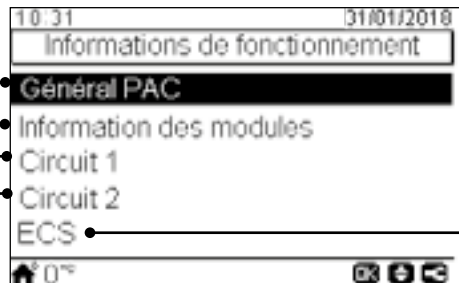 10:31 31/01/2018
Informations de fonctionnement
Général PAC
Information des modules
Circuit 1
Circuit 2
ECS
0°C OK